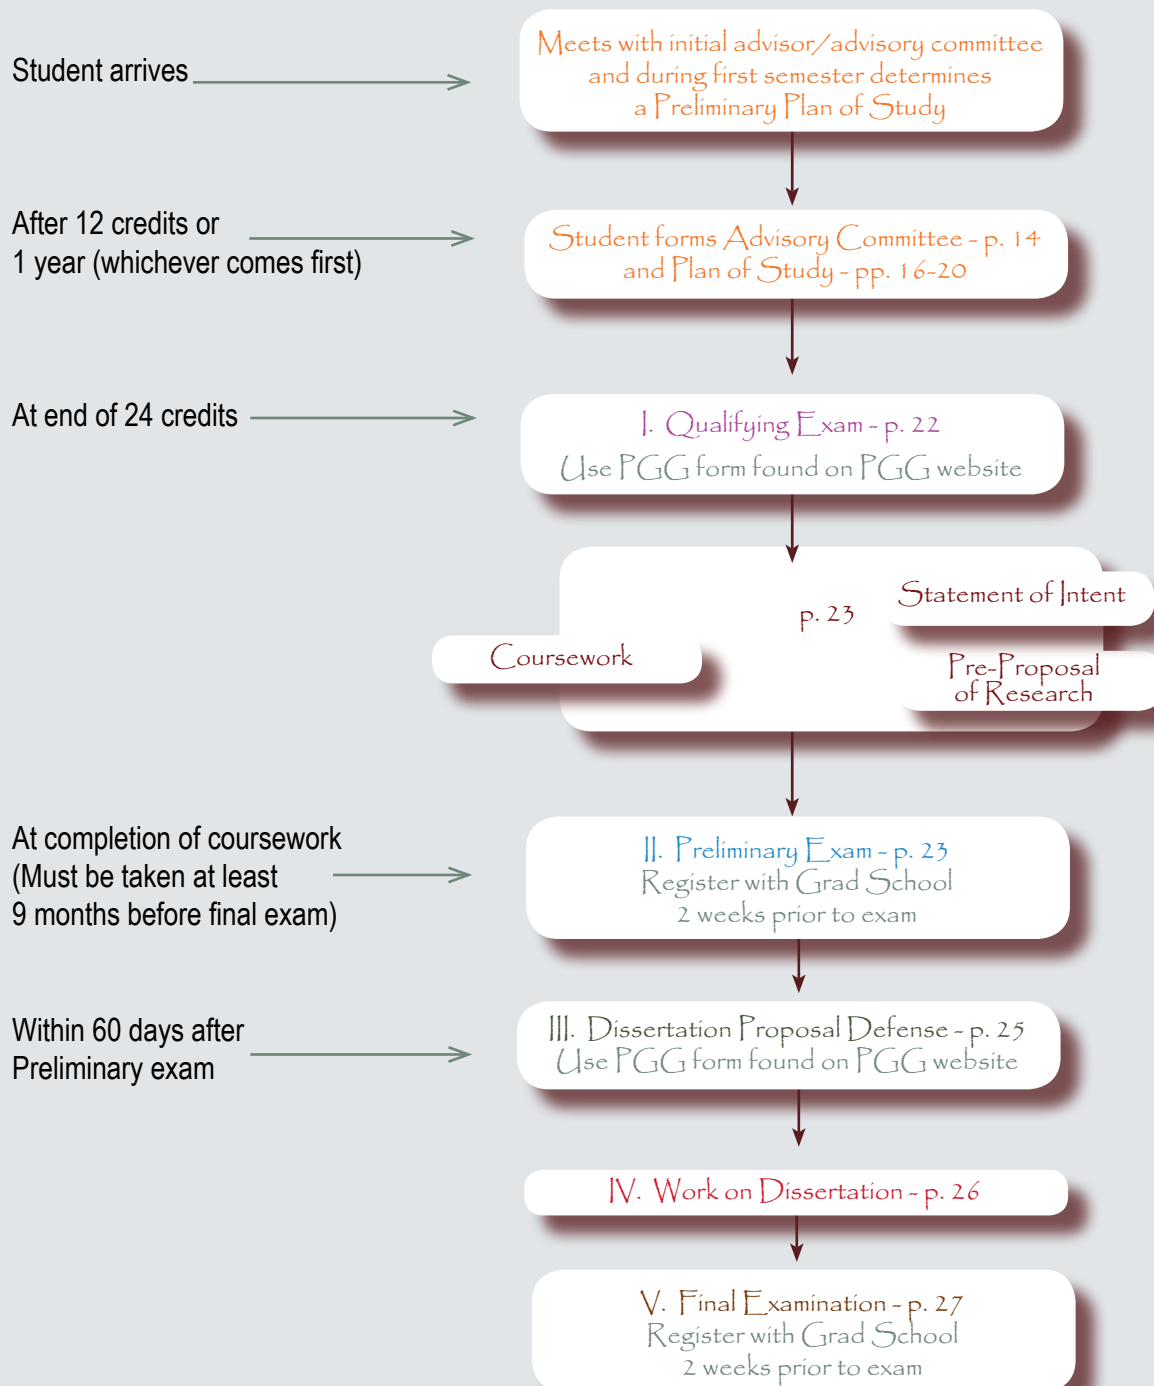 Student arrives
Meets with initial advisor/advisory committee
and during first semester determines
a Preliminary Plan of Study
After 12 credits or
1 year (whichever comes first)
Student forms Advisory Committee - p. 14
and Plan of Study - pp. 16-20
At end of 24 credits
I. Qualifying Exam - p. 22
Use PGG form found on PGG website
p. 23
Statement of Intent
Coursework
Pre-Proposal
of Research
At completion of coursework
(Must be taken at least
9 months before final exam)
II. Preliminary Exam - p. 23
Register with Grad School
2 weeks prior to exam
Within 60 days after
Preliminary exam
III. Dissertation Proposal Defense - p. 25
Use PGG form found on PGG website
IV. Work on Dissertation - p. 26
V. Final Examination - p. 27
Register with Grad School
2 weeks prior to exam